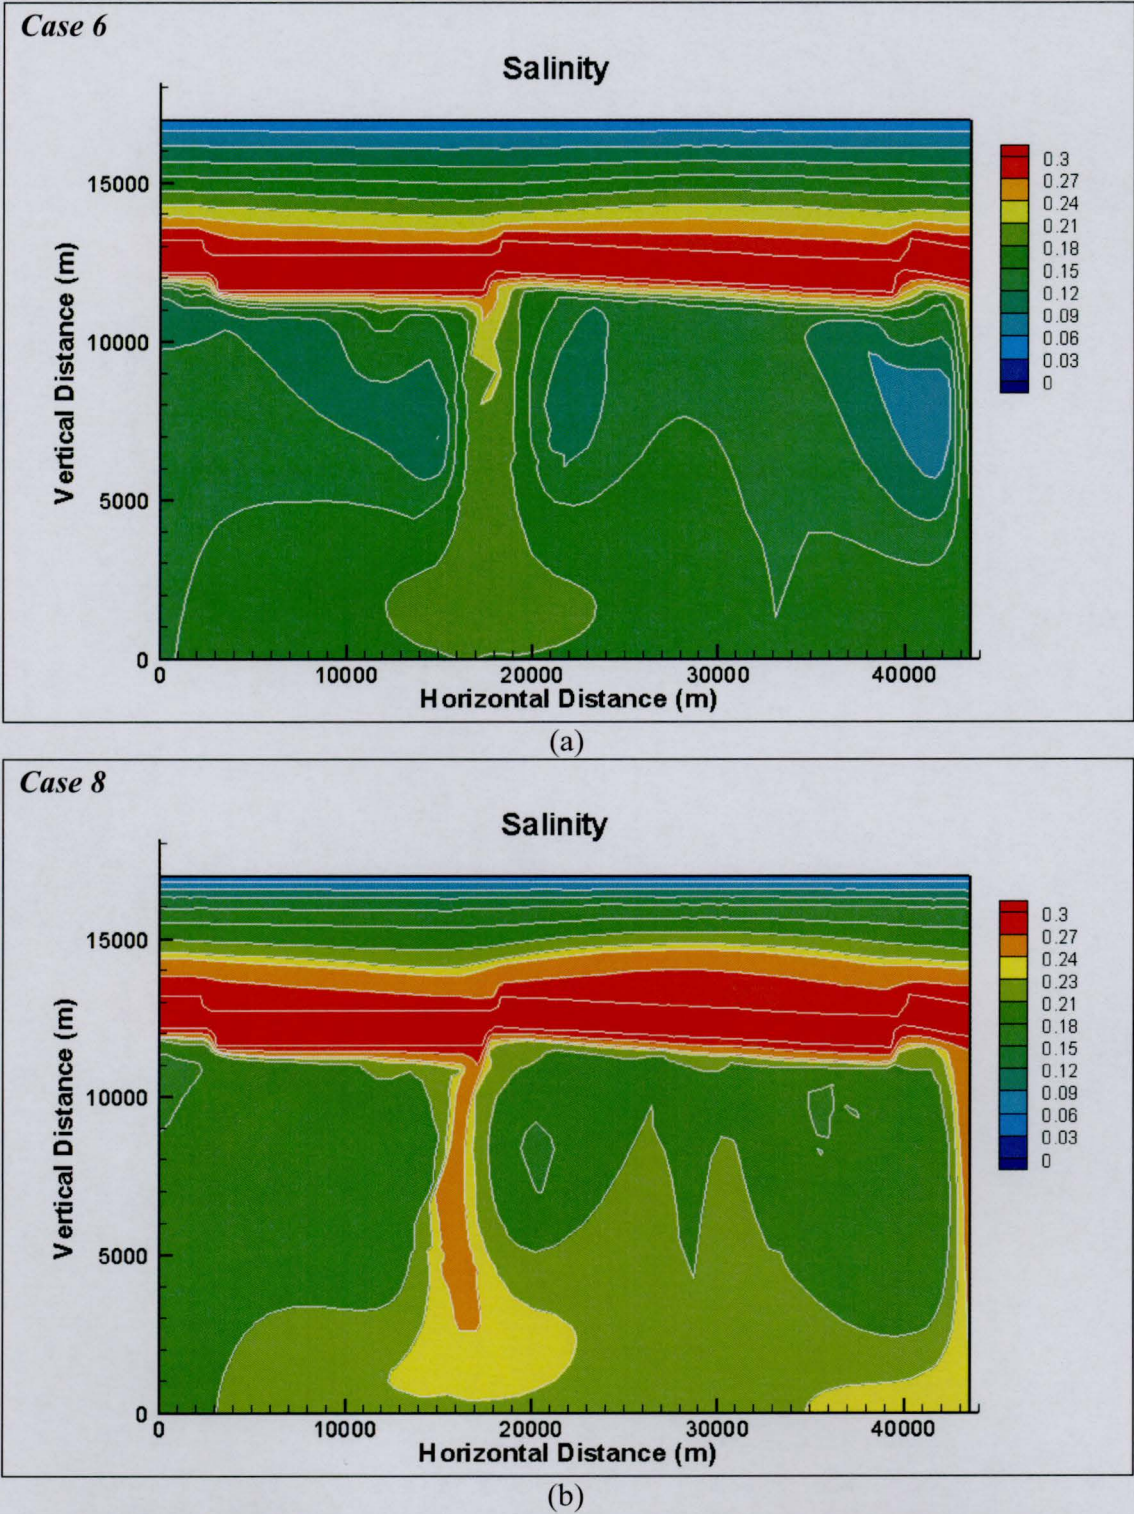 Case 6
Salinity
15000
10000
5000
0
Vertical Distance (m)
0 10000 20000 30000 40000
Horizontal Distance (m)
0.3
0.27
0.24
0.21
0.18
0.15
0.12
0.09
0.06
0.03
0
(a)
Case 8
Salinity
15000
10000
5000
0
Vertical Distance (m)
0 10000 20000 30000 40000
Horizontal Distance (m)
0.3
0.27
0.24
0.23
0.21
0.18
0.15
0.12
0.09
0.06
0.03
0
(b)